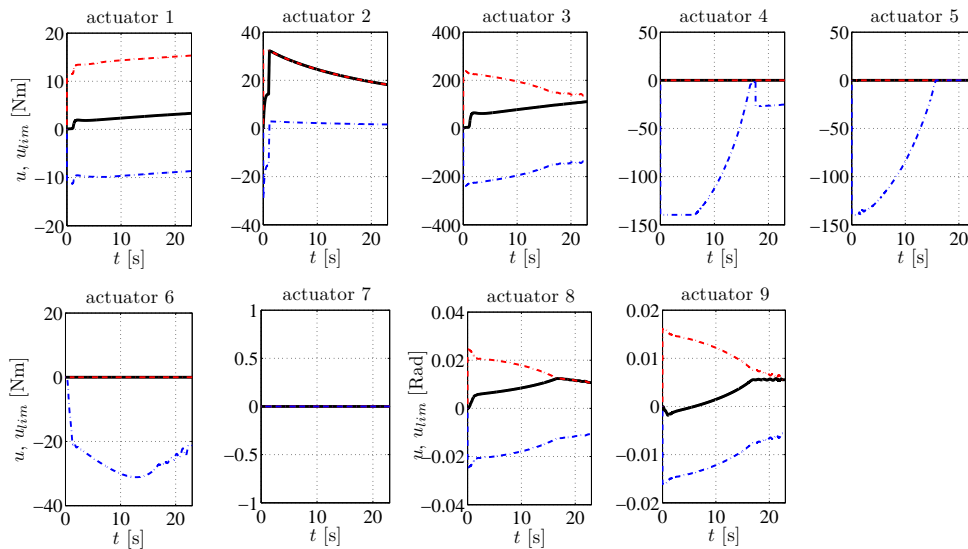 actuator 1
actuator 2
actuator 3
actuator 4
actuator 5
u, u_lim [Nm]
20
10
0
−10
−20
0 10 20
t [s]
40
20
0
−20
−40
0 10 20
t [s]
400
200
0
−200
−400
0 10 20
t [s]
50
0
−50
−100
−150
0 10 20
t [s]
50
0
−50
−100
−150
0 10 20
t [s]
actuator 6
actuator 7
actuator 8
actuator 9
u, u_lim [Nm]
20
0
−20
−40
0 10 20
t [s]
1
0.5
0
−0.5
−1
0 10 20
t [s]
u, u_lim [Rad]
0.04
0.02
0
−0.02
−0.04
0 10 20
t [s]
0.02
0.01
0
−0.01
−0.02
0 10 20
t [s]